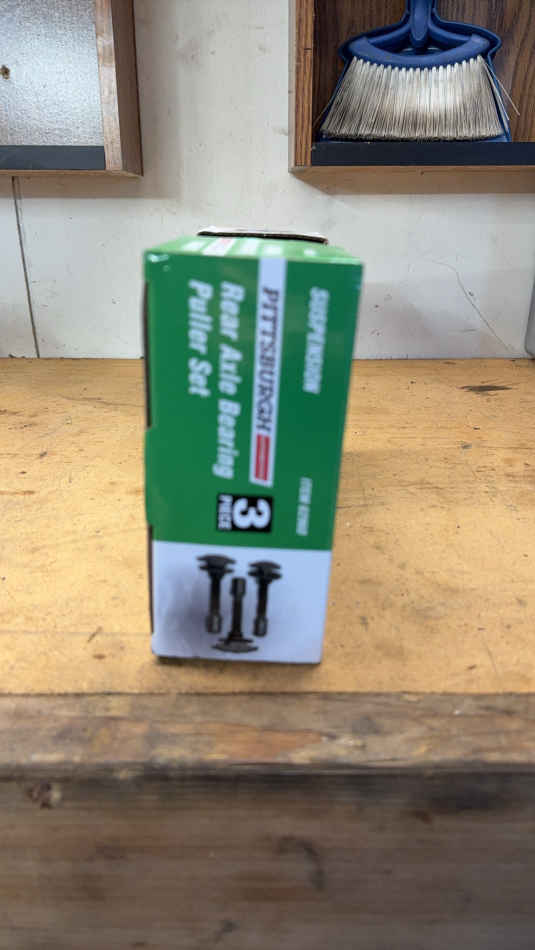 SUSPENSION
PITTSBURGH
Rear Axle Bearing
Puller Set
3
PIECE